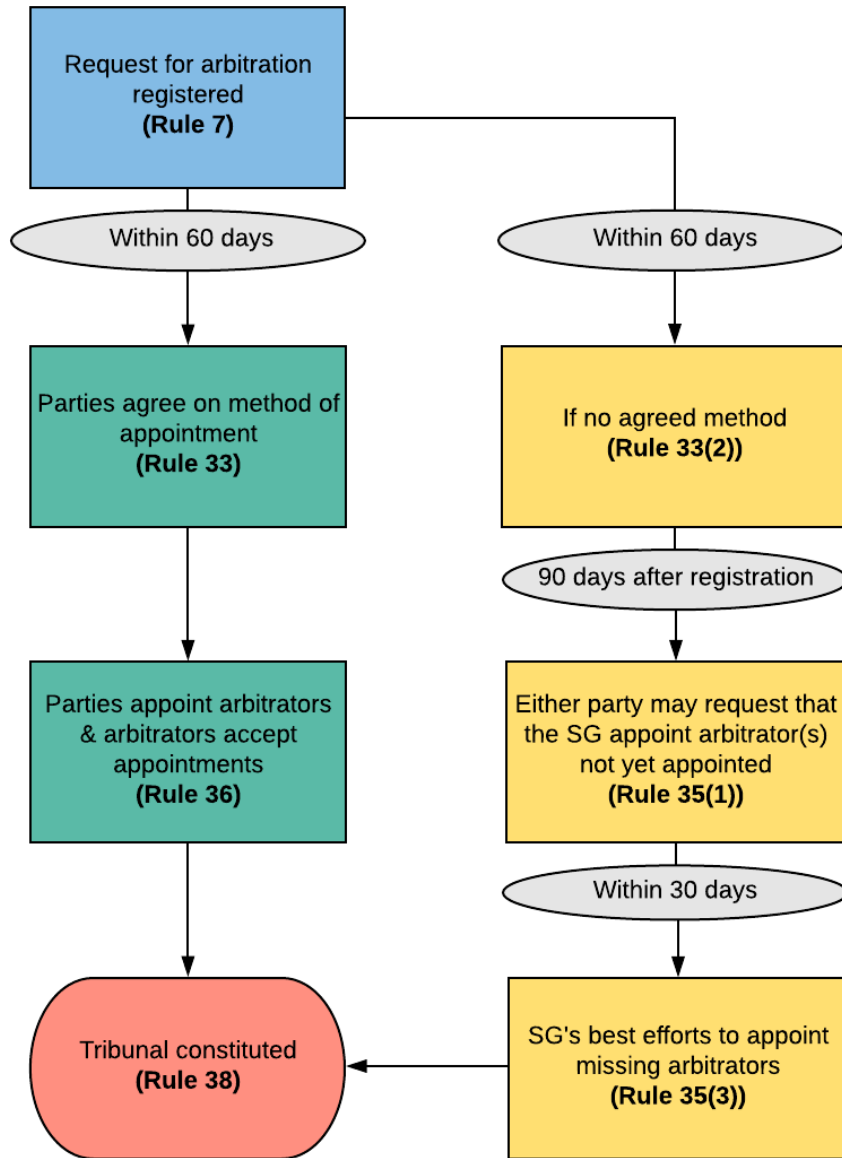 Request for arbitration
registered
(Rule 7)
Within 60 days
Within 60 days
Parties agree on method of
appointment
(Rule 33)
If no agreed method
(Rule 33(2))
90 days after registration
Parties appoint arbitrators
& arbitrators accept
appointments
(Rule 36)
Either party may request that
the SG appoint arbitrator(s)
not yet appointed
(Rule 35(1))
Within 30 days
Tribunal constituted
(Rule 38)
SG's best efforts to appoint
missing arbitrators
(Rule 35(3))